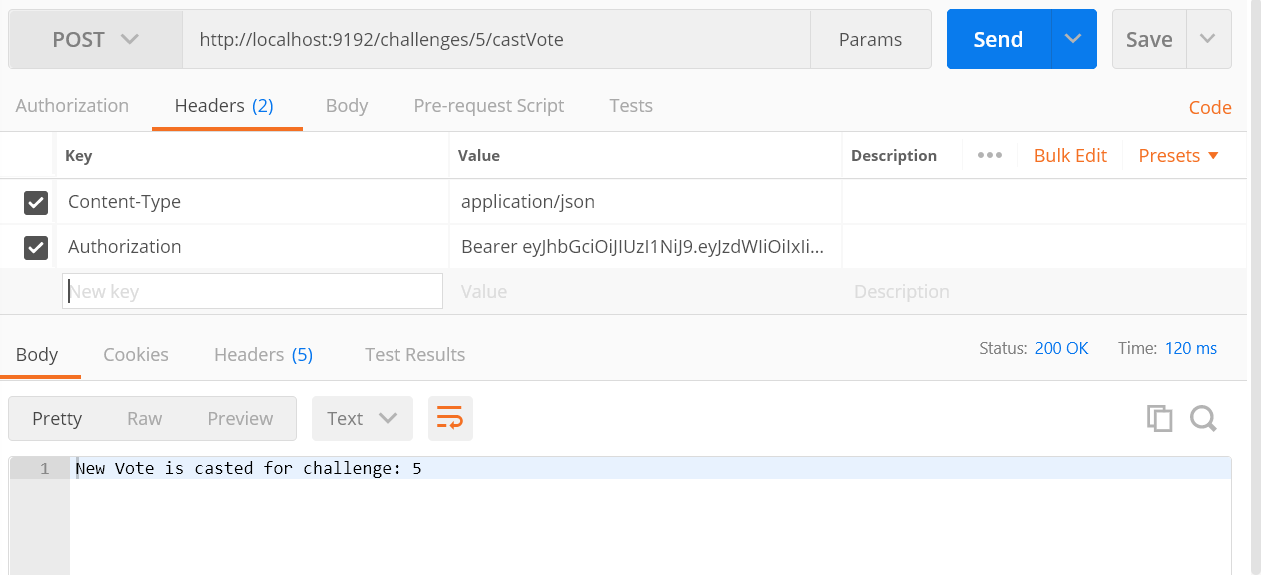 POST http://localhost:9192/challenges/5/castVote Params Send Save
Authorization Headers (2) Body Pre-request Script Tests Code
Key Value Description ••• Bulk Edit Presets
Content-Type application/json
Authorization Bearer eyJhbGciOiJIUzI1NiJ9.eyJzdWIiOiIxIi...
New key Value Description
Body Cookies Headers (5) Test Results Status: 200 OK Time: 120 ms
Pretty Raw Preview Text
1 New Vote is casted for challenge: 5